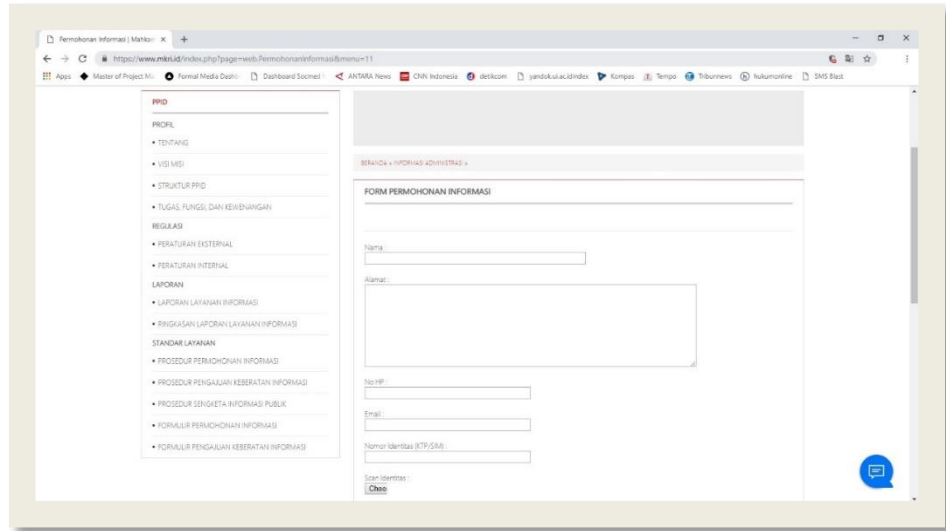 Permohonan Informasi | Mahkam
https://www.mkri.id/index.php?page=web.PermohonanInformasi&menu=11
Apps
Master of Project M
Formal Media Dashb
Dashboard Socmed
ANTARA News
CNN Indonesia
detikcom
yandok.ui.ac.idindex
Kompas
Tempo
Tribunnews
hukumonline
SMS Blast
PPID
PROFIL
• TENTANG
• VISI MISI
• STRUKTUR PPID
• TUGAS, FUNGSI, DAN KEWENANGAN
REGULASI
• PERATURAN EKSTERNAL
• PERATURAN INTERNAL
LAPORAN
• LAPORAN LAYANAN INFORMASI
• RINGKASAN LAPORAN LAYANAN INFORMASI
STANDAR LAYANAN
• PROSEDUR PERMOHONAN INFORMASI
• PROSEDUR PENGAJUAN KEBERATAN INFORMASI
• PROSEDUR SENGKETA INFORMASI PUBLIK
• FORMULIR PERMOHONAN INFORMASI
• FORMULIR PENGAJUAN KEBERATAN INFORMASI
BERANDA » INFORMASI ADMINISTRASI »
FORM PERMOHONAN INFORMASI
Nama :
Alamat :
No HP :
Email :
Nomor Identitas (KTP/SIM) :
Scan Identitas :
Choo